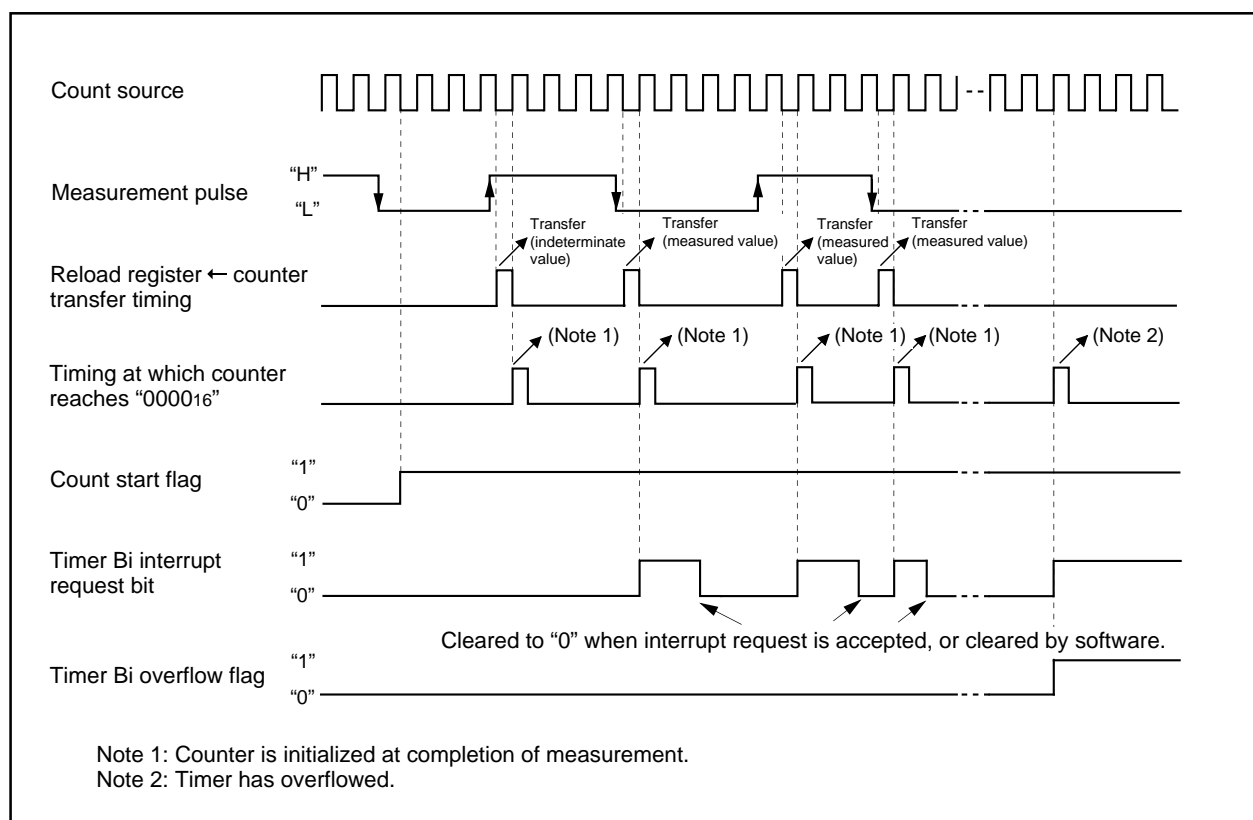 Count source
Measurement pulse
“H”
“L”
Transfer
(indeterminate
value)
Transfer
(measured value)
Transfer
(measured
value)
Transfer
(measured value)
Reload register ← counter
transfer timing
(Note 1)
(Note 1)
(Note 1)
(Note 1)
(Note 2)
Timing at which counter
reaches “000016”
Count start flag
“1”
“0”
Timer Bi interrupt
request bit
“1”
“0”
Cleared to “0” when interrupt request is accepted, or cleared by software.
Timer Bi overflow flag
“1”
“0”
Note 1: Counter is initialized at completion of measurement.
Note 2: Timer has overflowed.